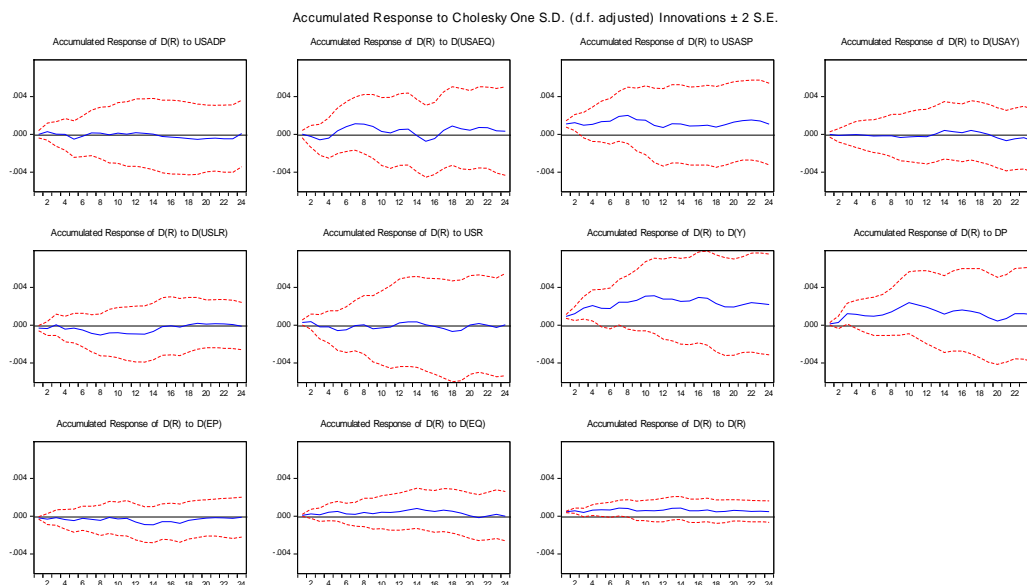 Accumulated Response to Cholesky One S.D. (d.f. adjusted) Innovations ± 2 S.E.
Accumulated Response of D(R) to USADP
.004
.000
-.004
2 4 6 8 10 12 14 16 18 20 22 24
Accumulated Response of D(R) to D(USAEQ)
.004
.000
-.004
2 4 6 8 10 12 14 16 18 20 22 24
Accumulated Response of D(R) to USASP
.004
.000
-.004
2 4 6 8 10 12 14 16 18 20 22 24
Accumulated Response of D(R) to D(USAY)
.004
.000
-.004
2 4 6 8 10 12 14 16 18 20 22
Accumulated Response of D(R) to D(USLR)
.004
.000
-.004
2 4 6 8 10 12 14 16 18 20 22 24
Accumulated Response of D(R) to USR
.004
.000
-.004
2 4 6 8 10 12 14 16 18 20 22 24
Accumulated Response of D(R) to D(Y)
.004
.000
-.004
2 4 6 8 10 12 14 16 18 20 22 24
Accumulated Response of D(R) to DP
.004
.000
-.004
2 4 6 8 10 12 14 16 18 20 22
Accumulated Response of D(R) to D(EP)
.004
.000
-.004
2 4 6 8 10 12 14 16 18 20 22 24
Accumulated Response of D(R) to D(EQ)
.004
.000
-.004
2 4 6 8 10 12 14 16 18 20 22 24
Accumulated Response of D(R) to D(R)
.004
.000
-.004
2 4 6 8 10 12 14 16 18 20 22 24